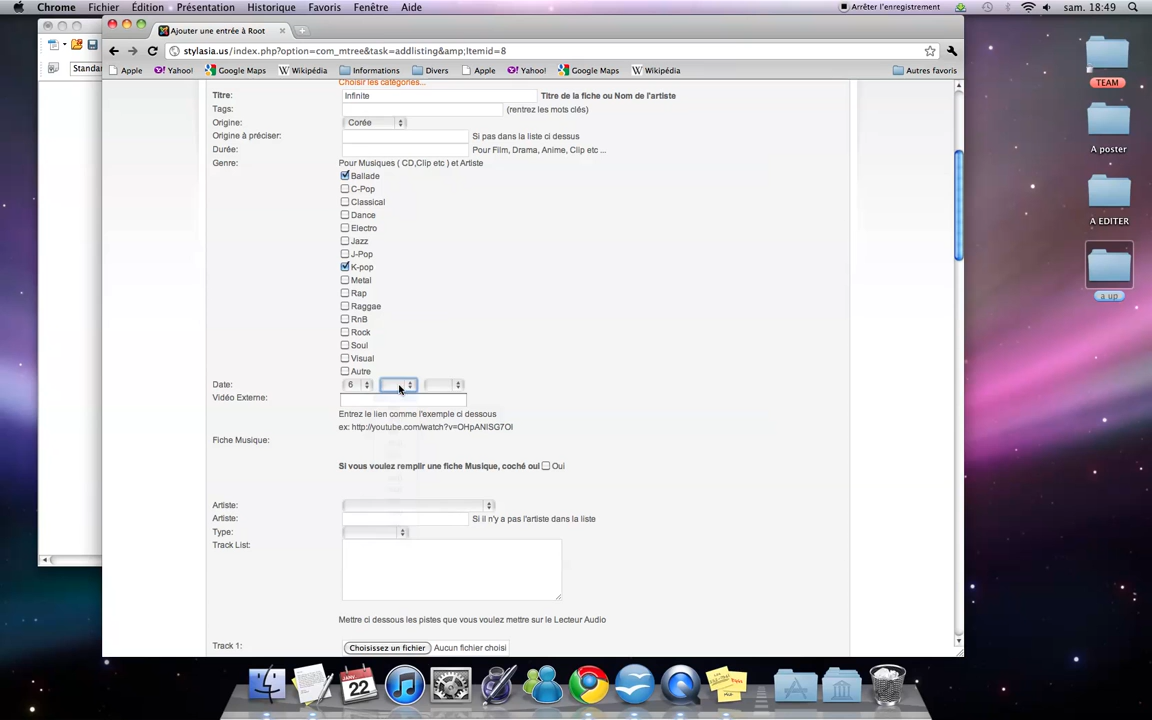 Chrome Fichier Édition Présentation Historique Favoris Fenêtre Aide Arrêter l'enregistrement sam. 18:49
Ajouter une entrée à Root
stylasia.us/index.php?option=com_mtree&task=addlisting&amp;Itemid=8
Apple Yahoo! Google Maps Wikipédia Informations Divers Apple Yahoo! Google Maps Wikipédia Autres favoris
Standa
Choisir les catégories...
Titre: Infinite Titre de la fiche ou Nom de l'artiste
Tags: (rentrez les mots clés)
Origine: Corée
Origine à préciser: Si pas dans la liste ci dessus
Durée: Pour Film, Drama, Anime, Clip etc ...
Genre: Pour Musiques ( CD,Clip etc ) et Artiste
Ballade
C-Pop
Classical
Dance
Electro
Jazz
J-Pop
K-pop
Metal
Rap
Raggae
RnB
Rock
Soul
Visual
Autre
Date: 6
Vidéo Externe:
Entrez le lien comme l'exemple ci dessous
ex: http://youtube.com/watch?v=OHpANlSG7OI
Fiche Musique:
Si vous voulez remplir une fiche Musique, coché oui Oui
Artiste:
Artiste: Si il n'y a pas l'artiste dans la liste
Type:
Track List:
Mettre ci dessous les pistes que vous voulez mettre sur le Lecteur Audio
Track 1: Choisissez un fichier Aucun fichier choisi
TEAM
A poster
A EDITER
a up
JANV
22